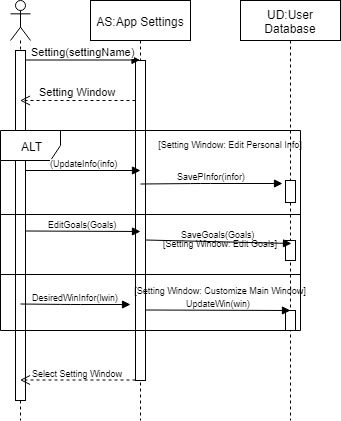 AS:App Settings
UD:User
Database
Setting(settingName)
Setting Window
ALT
[Setting Window: Edit Personal Info]
(UpdateInfo(info)
SavePInfor(infor)
EditGoals(Goals)
SaveGoals(Goals)
[Setting Window: Edit Goals]
[Setting Window: Customize Main Window]
DesiredWinInfor(Iwin)
UpdateWin(win)
Select Setting Window